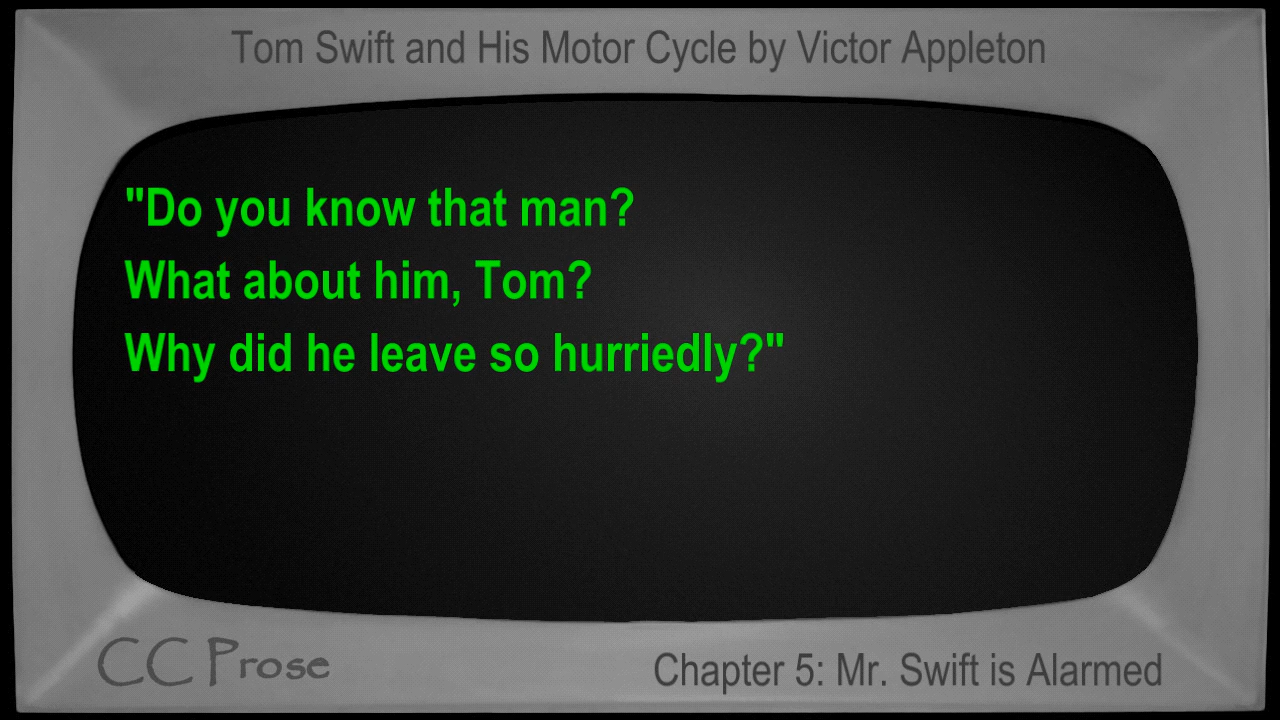 Tom Swift and His Motor Cycle by Victor Appleton
"Do you know that man?
What about him, Tom?
Why did he leave so hurriedly?"
CC Prose
Chapter 5: Mr. Swift is Alarmed